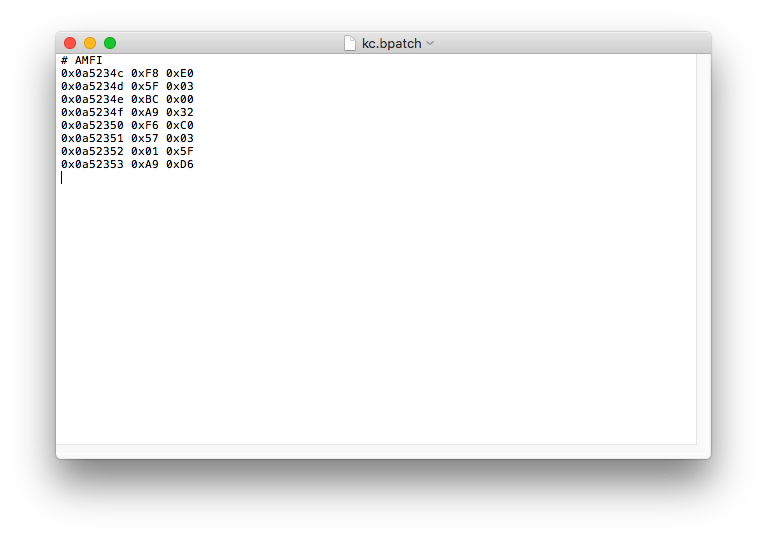 kc.bpatch
# AMFI
0x0a5234c 0xF8 0xE0
0x0a5234d 0x5F 0x03
0x0a5234e 0xBC 0x00
0x0a5234f 0xA9 0x32
0x0a52350 0xF6 0xC0
0x0a52351 0x57 0x03
0x0a52352 0x01 0x5F
0x0a52353 0xA9 0xD6